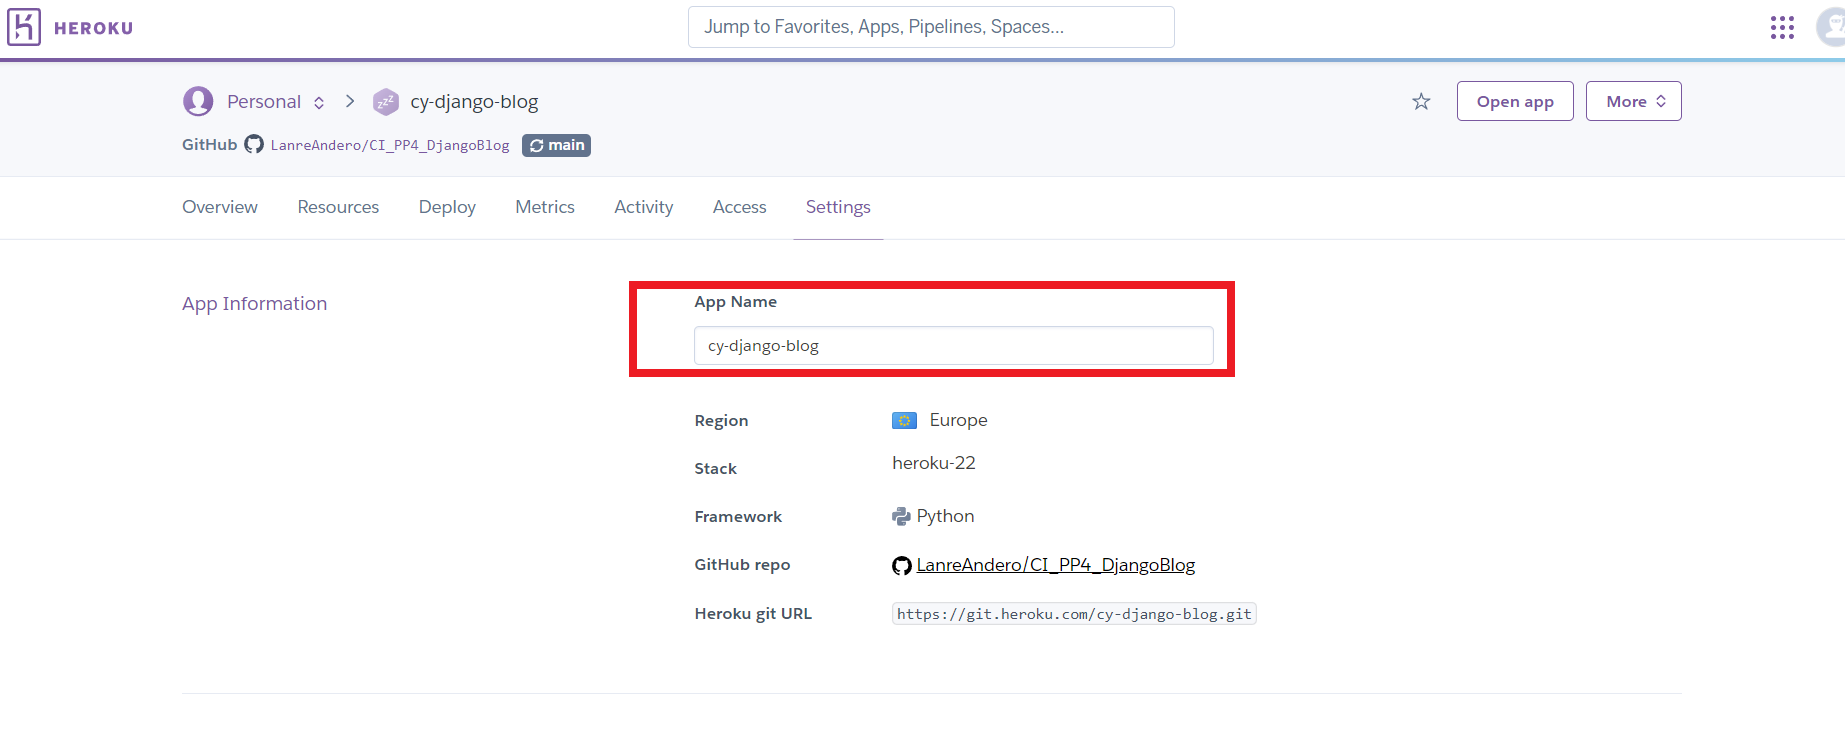 HEROKU
Jump to Favorites, Apps, Pipelines, Spaces...
Personal > cy-django-blog
Open app
More
GitHub LanreAndero/CI_PP4_DjangoBlog main
Overview Resources Deploy Metrics Activity Access Settings
App Information
App Name
cy-django-blog
Region Europe
Stack heroku-22
Framework Python
GitHub repo LanreAndero/CI_PP4_DjangoBlog
Heroku git URL https://git.heroku.com/cy-django-blog.git